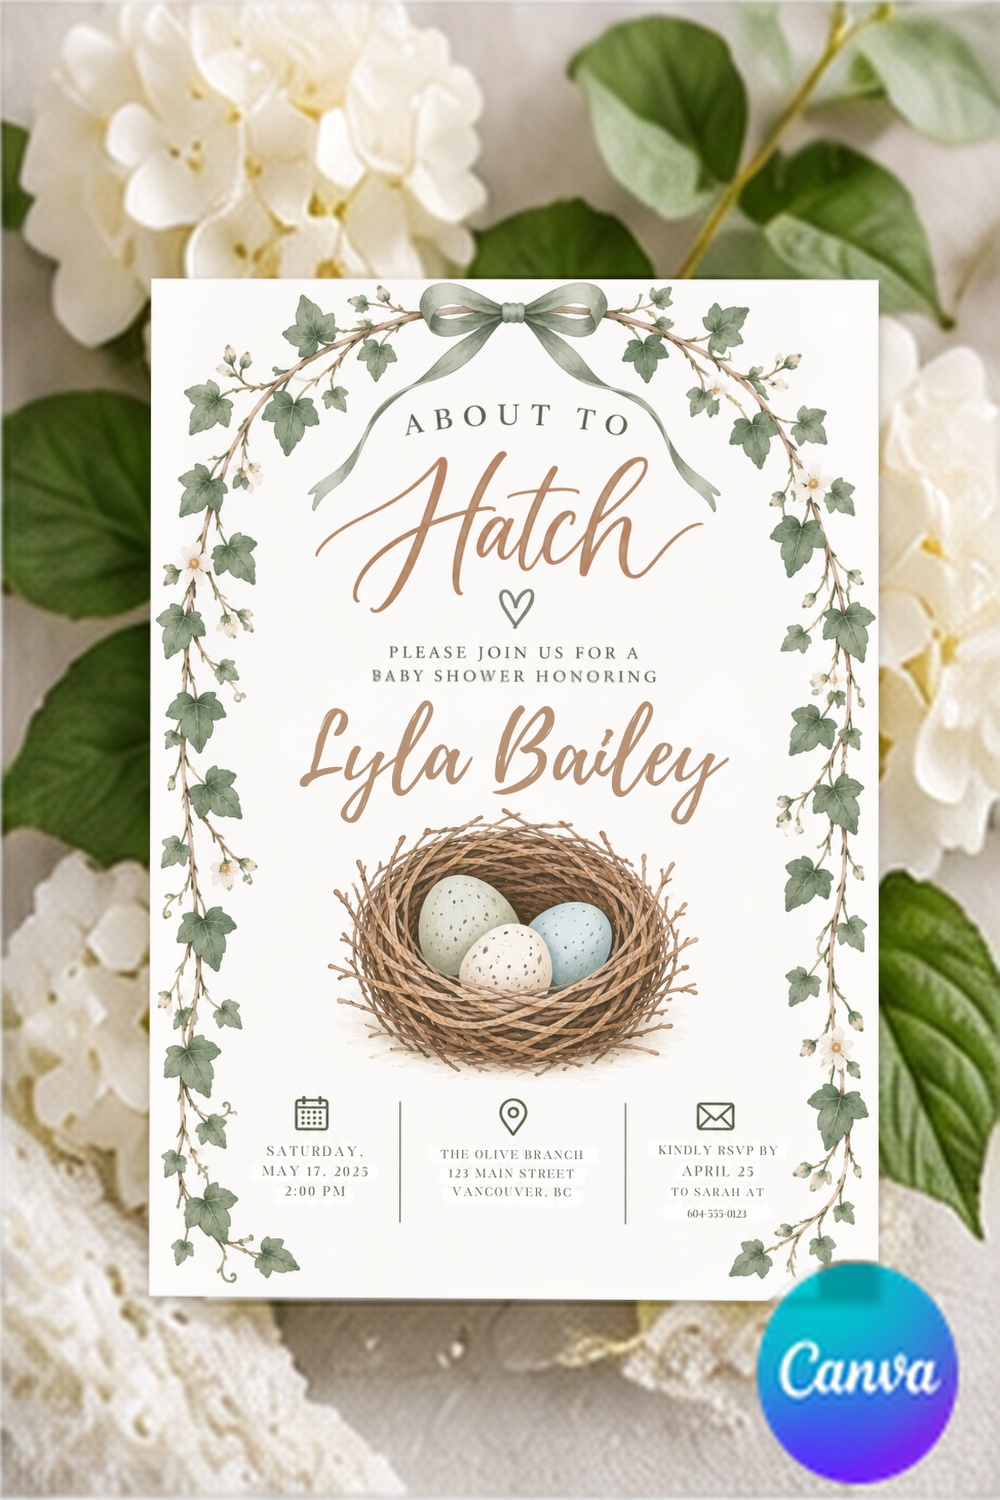 ABOUT TO
Hatch
PLEASE JOIN US FOR A
BABY SHOWER HONORING
Lyla Bailey
SATURDAY,
MAY 17, 2025
2:00 PM
THE OLIVE BRANCH
123 MAIN STREET
VANCOUVER, BC
KINDLY RSVP BY
APRIL 25
TO SARAH AT
604-555-0123
Canva